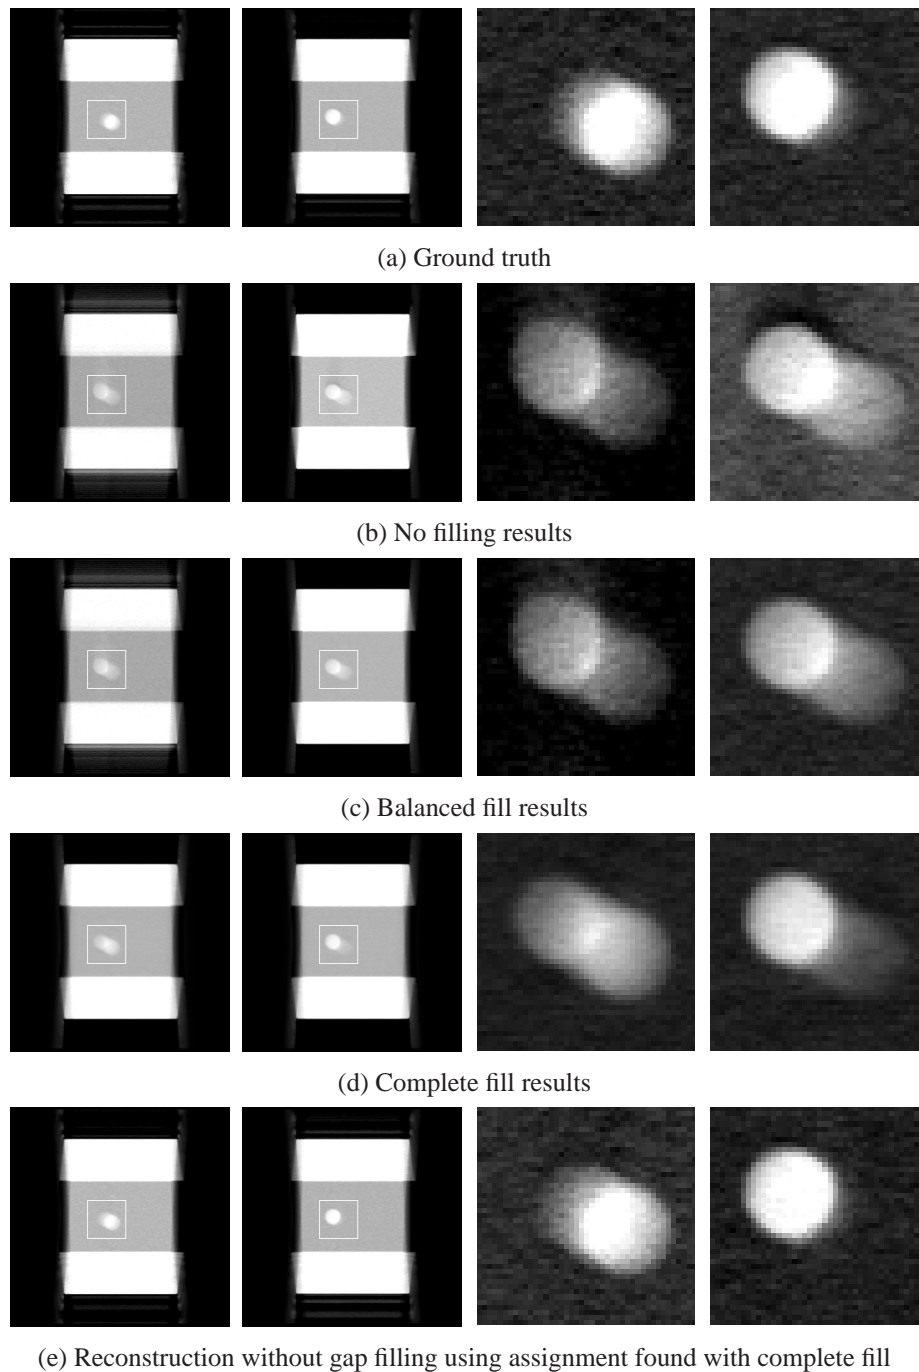 (a) Ground truth
(b) No filling results
(c) Balanced fill results
(d) Complete fill results
(e) Reconstruction without gap filling using assignment found with complete fill